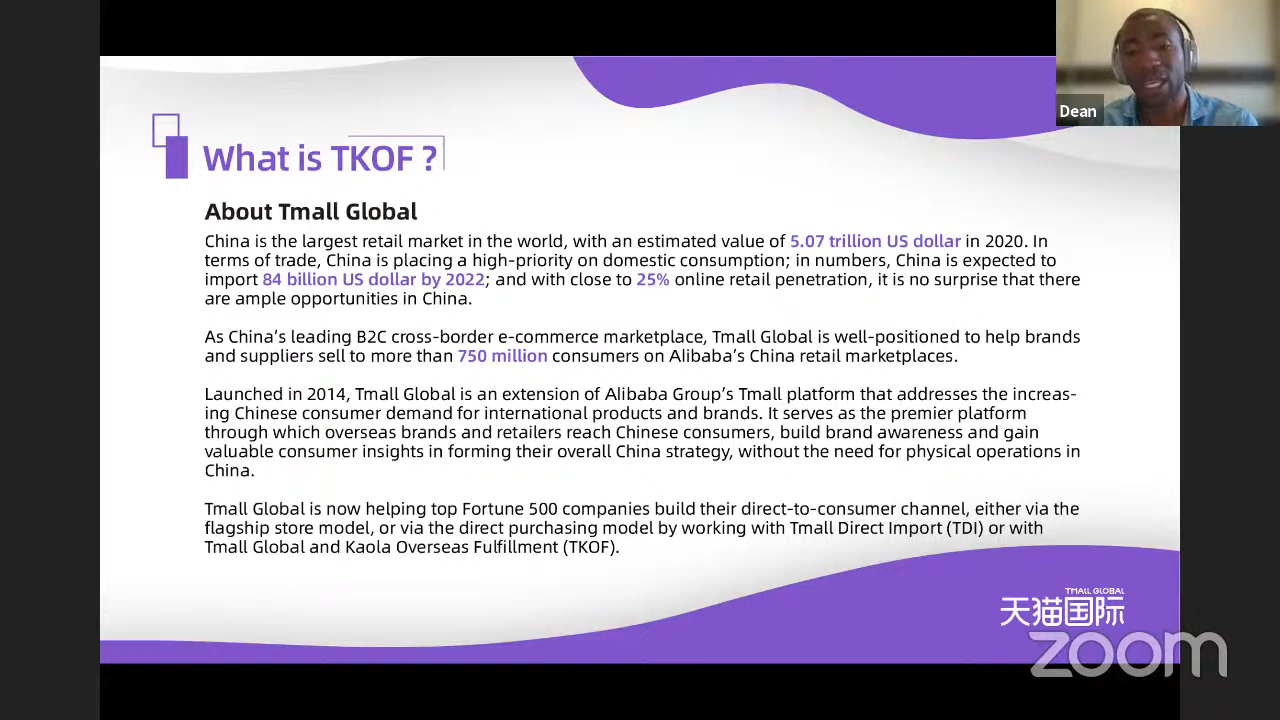 Dean
What is TKOF ?
About Tmall Global
China is the largest retail market in the world, with an estimated value of 5.07 trillion US dollar in 2020. In
terms of trade, China is placing a high-priority on domestic consumption; in numbers, China is expected to
import 84 billion US dollar by 2022; and with close to 25% online retail penetration, it is no surprise that there
are ample opportunities in China.
As China's leading B2C cross-border e-commerce marketplace, Tmall Global is well-positioned to help brands
and suppliers sell to more than 750 million consumers on Alibaba's China retail marketplaces.
Launched in 2014, Tmall Global is an extension of Alibaba Group's Tmall platform that addresses the increas-
ing Chinese consumer demand for international products and brands. It serves as the premier platform
through which overseas brands and retailers reach Chinese consumers, build brand awareness and gain
valuable consumer insights in forming their overall China strategy, without the need for physical operations in
China.
Tmall Global is now helping top Fortune 500 companies build their direct-to-consumer channel, either via the
flagship store model, or via the direct purchasing model by working with Tmall Direct Import (TDI) or with
Tmall Global and Kaola Overseas Fulfillment (TKOF).
TMALL GLOBAL
天猫国际
zoom